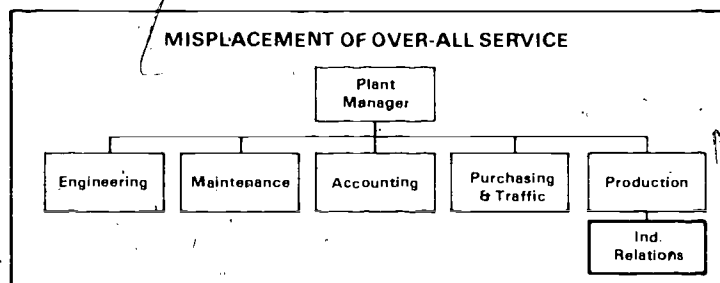 MISPLACEMENT OF OVER-ALL SERVICE
Plant
Manager
Engineering
Maintenance
Accounting
Purchasing
& Traffic
Production
Ind.
Relations